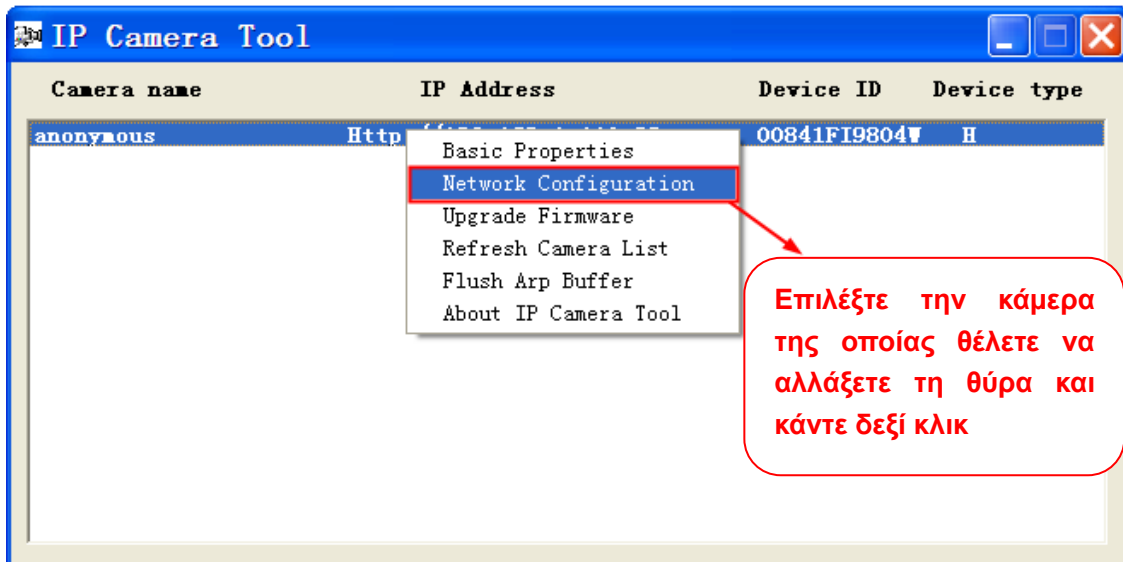 IP Camera Tool
Camera name IP Address Device ID Device type
anonymous Http 00841FI9804W H
Basic Properties
Network Configuration
Upgrade Firmware
Refresh Camera List
Flush Arp Buffer
About IP Camera Tool
Επιλέξτε την κάμερα
της οποίας θέλετε να
αλλάξετε τη θύρα και
κάντε δεξί κλικ